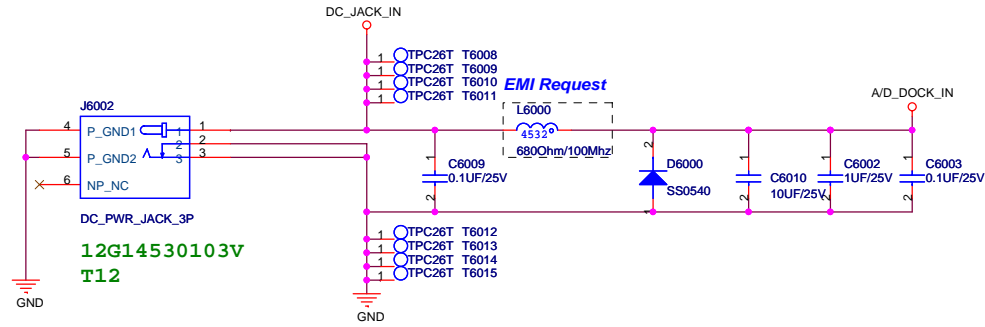 DC_JACK_IN
1 TPC26T T6008
1 TPC26T T6009
1 TPC26T T6010
1 TPC26T T6011
EMI Request
A/D_DOCK_IN
J6002
L6000
4 P_GND1 1 1
2 2
5 P_GND2 3 3
6 NP_NC
4532
680Ohm/100Mhz
1 C6009 0.1UF/25V 2
2 D6000 SS0540 1
1 C6010 10UF/25V 2
1 C6002 1UF/25V 2
1 C6003 0.1UF/25V 2
DC_PWR_JACK_3P
12G14530103V
T12
1 TPC26T T6012
1 TPC26T T6013
1 TPC26T T6014
1 TPC26T T6015
GND
GND